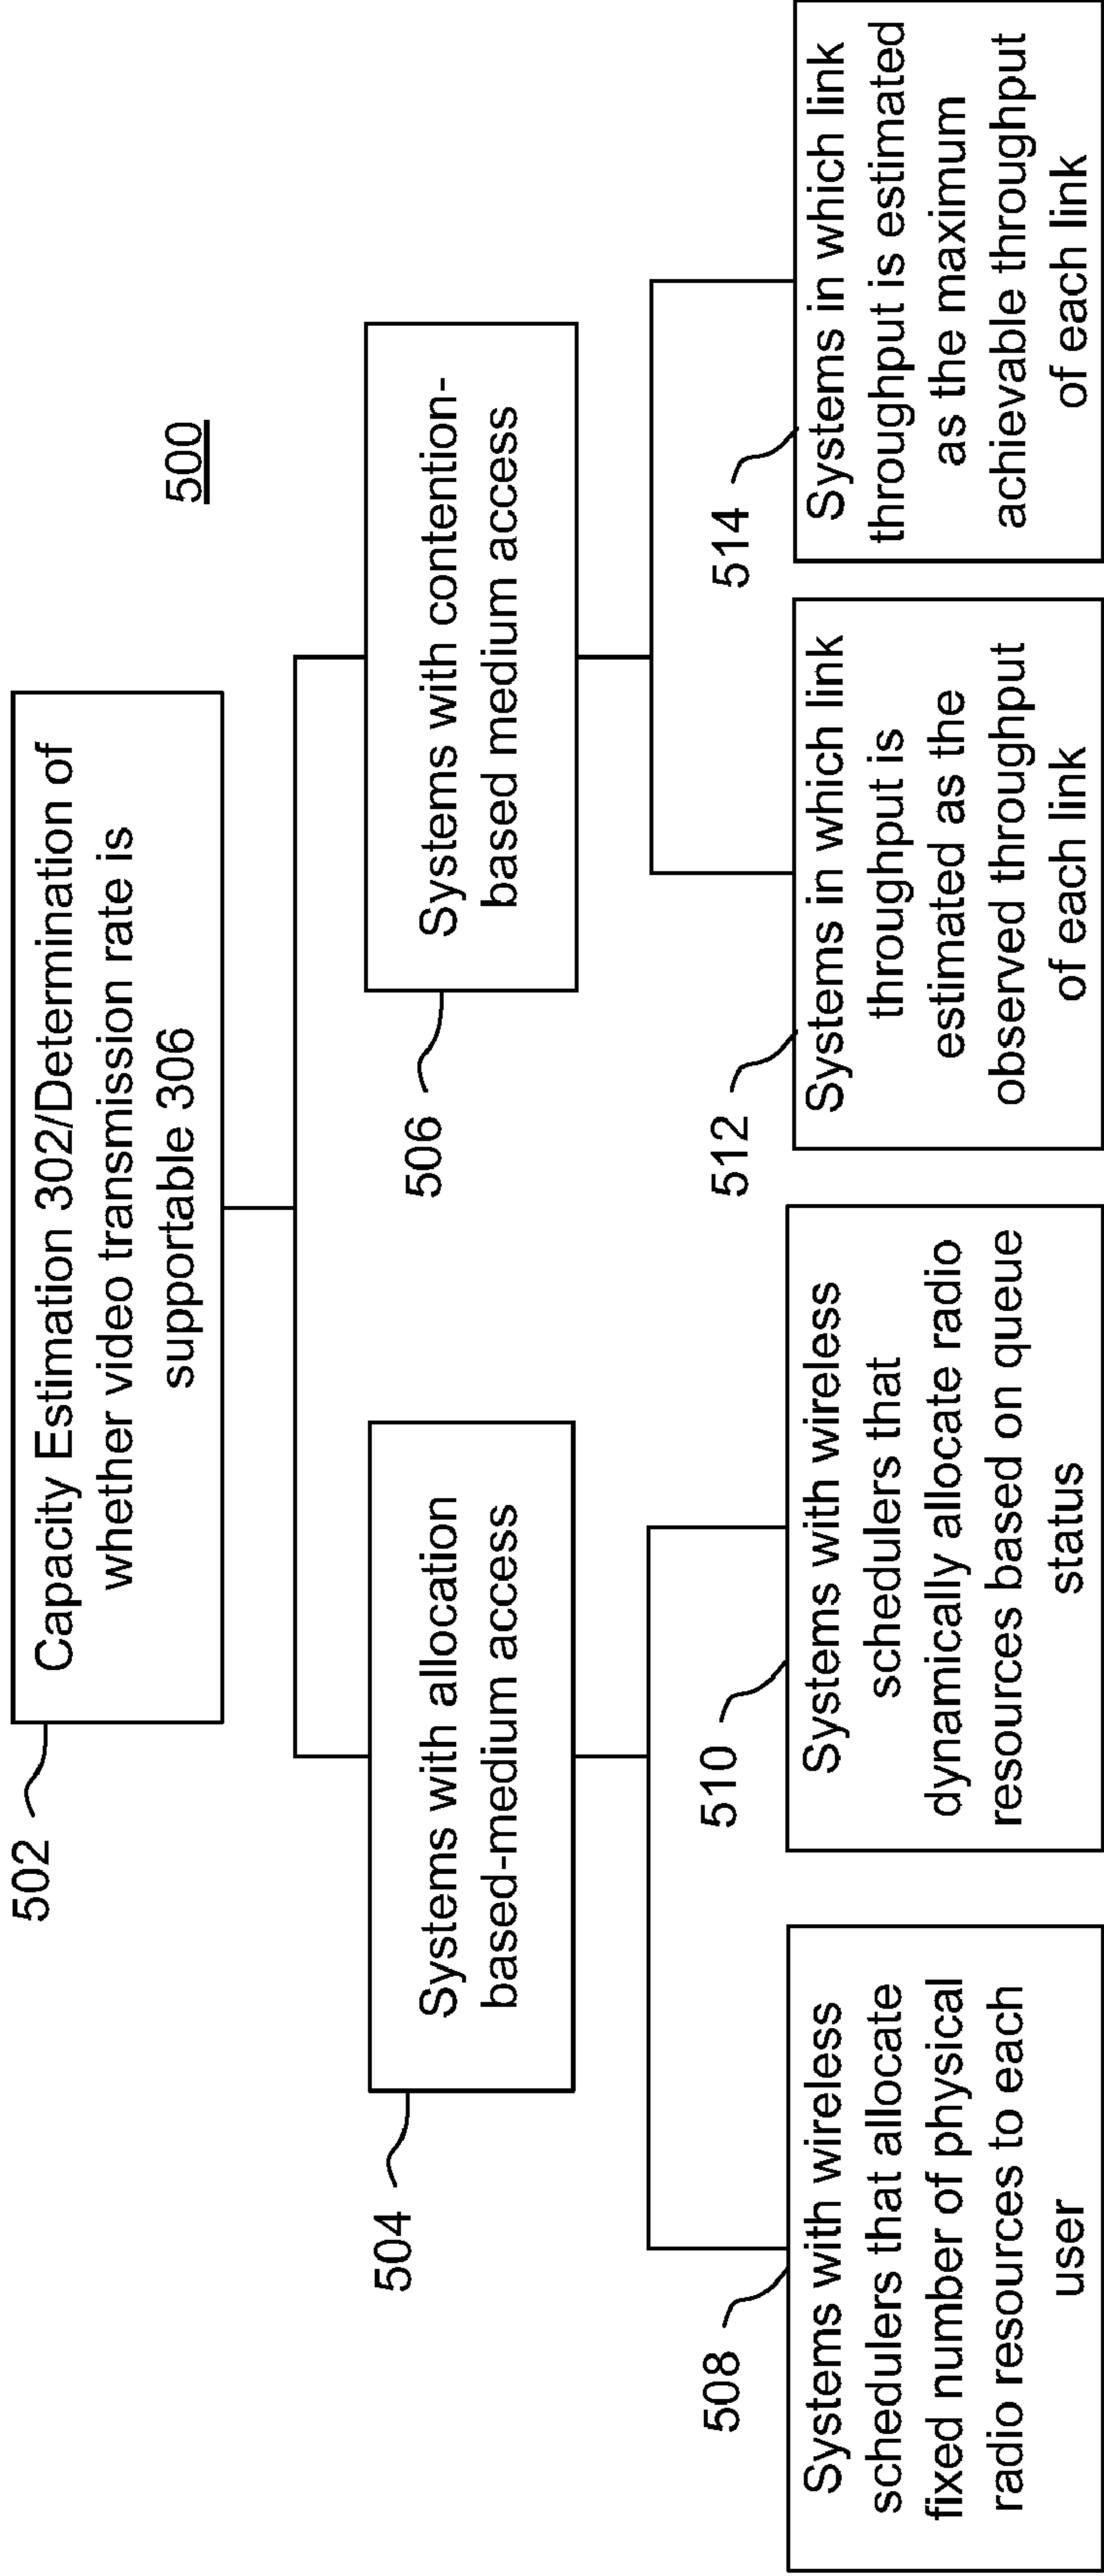 500
502
Capacity Estimation 302/Determination of
whether video transmission rate is
supportable 306
504
Systems with allocation
based-medium access
506
Systems with contention-
based medium access
508
Systems with wireless
schedulers that allocate
fixed number of physical
radio resources to each
user
510
Systems with wireless
schedulers that
dynamically allocate radio
resources based on queue
status
512
Systems in which link
throughput is
estimated as the
observed throughput
of each link
514
Systems in which link
throughput is estimated
as the maximum
achievable throughput
of each link